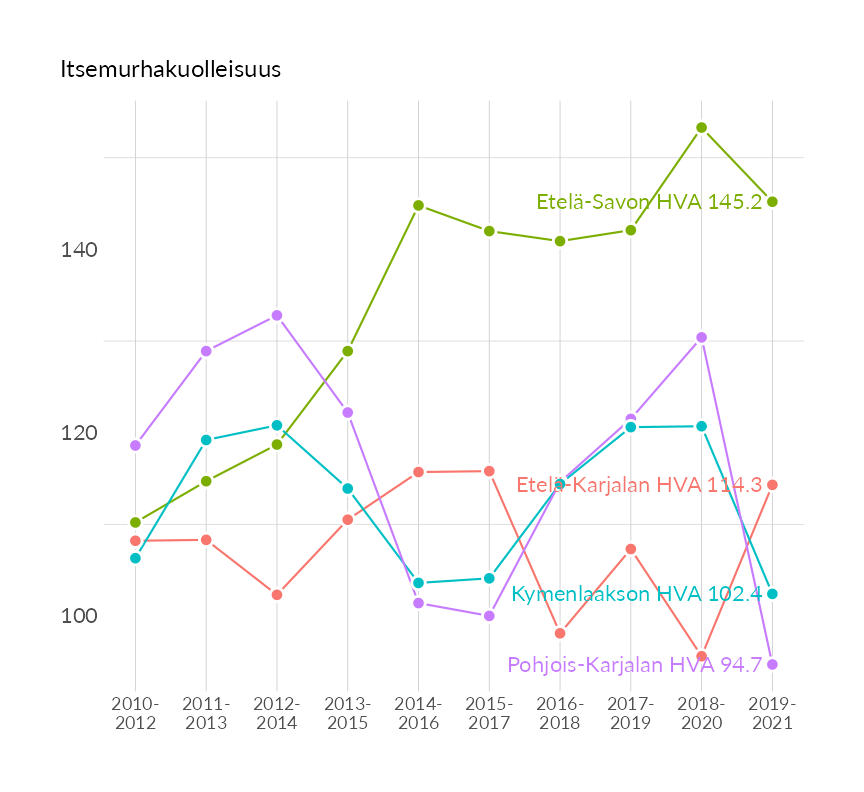 Itsemurhakuolleisuus
Etelä-Savon HVA 145.2
140
120
Etelä-Karjalan HVA 114.3
Kymenlaakson HVA 102.4
100
Pohjois-Karjalan HVA 94.7
2010- 2011- 2012- 2013- 2014- 2015- 2016- 2017- 2018- 2019-
2012 2013 2014 2015 2016 2017 2018 2019 2020 2021